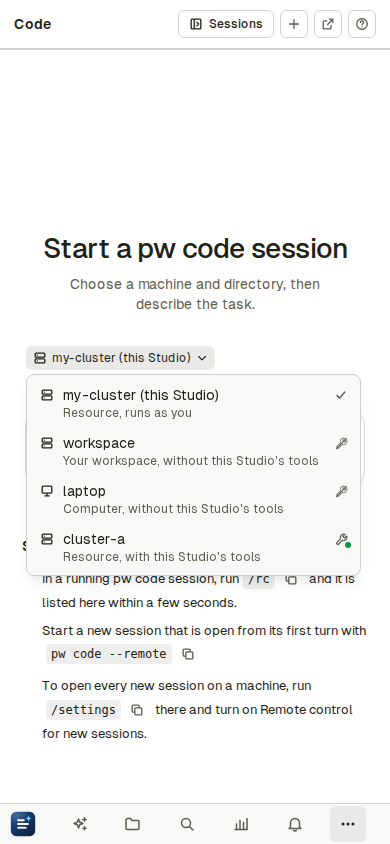 Code
Sessions
Start a pw code session
Choose a machine and directory, then
describe the task.
my-cluster (this Studio)
my-cluster (this Studio)
Resource, runs as you
workspace
Your workspace, without this Studio's tools
laptop
Computer, without this Studio's tools
cluster-a
Resource, with this Studio's tools
In a running pw code session, run /rc and it is
listed here within a few seconds.
Start a new session that is open from its first turn with
pw code --remote
To open every new session on a machine, run
/settings there and turn on Remote control
for new sessions.